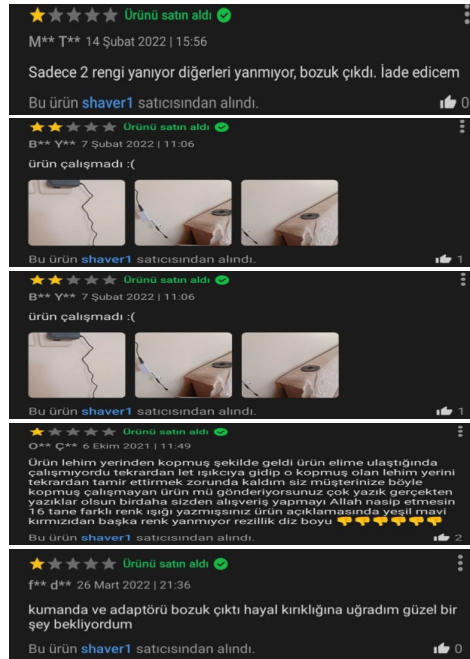 Ürünü satın aldı
M** T** 14 Şubat 2022 | 15:56
Sadece 2 rengi yanıyor diğerleri yanmıyor, bozuk çıkdı. İade edicem
Bu ürün shaver1 satıcısından alındı.
0
Ürünü satın aldı
B** Y** 7 Şubat 2022 | 11:06
ürün çalışmadı :(
Bu ürün shaver1 satıcısından alındı.
1
Ürünü satın aldı
B** Y** 7 Şubat 2022 | 11:06
ürün çalışmadı :(
Bu ürün shaver1 satıcısından alındı.
1
Ürünü satın aldı
O** Ç** 6 Ekim 2021 | 11:49
Ürün lehim yerinden kopmuş şekilde geldi ürün elime ulaştığında
çalışmıyordu tekrardan let ışıkcıya gidip o kopmuş olan lehim yerini
tekrardan tamir ettirmek zorunda kaldım siz müşterinize böyle
kopmuş çalışmayan ürün mü gönderiyorsunuz çok yazık gerçekten
yazıklar olsun birdaha sizden alışveriş yapmayı Allah nasip etmesin
16 tane farklı renk ışığı yazmışsınız ürün açıklamasında yeşil mavi
kırmızıdan başka renk yanmıyor rezillik diz boyu 👎👎👎👎👎👎
Bu ürün shaver1 satıcısından alındı.
2
Ürünü satın aldı
f** d** 26 Mart 2022 | 21:36
kumanda ve adaptörü bozuk çıktı hayal kırıklığına uğradım güzel bir
şey bekliyordum
Bu ürün shaver1 satıcısından alındı.
0